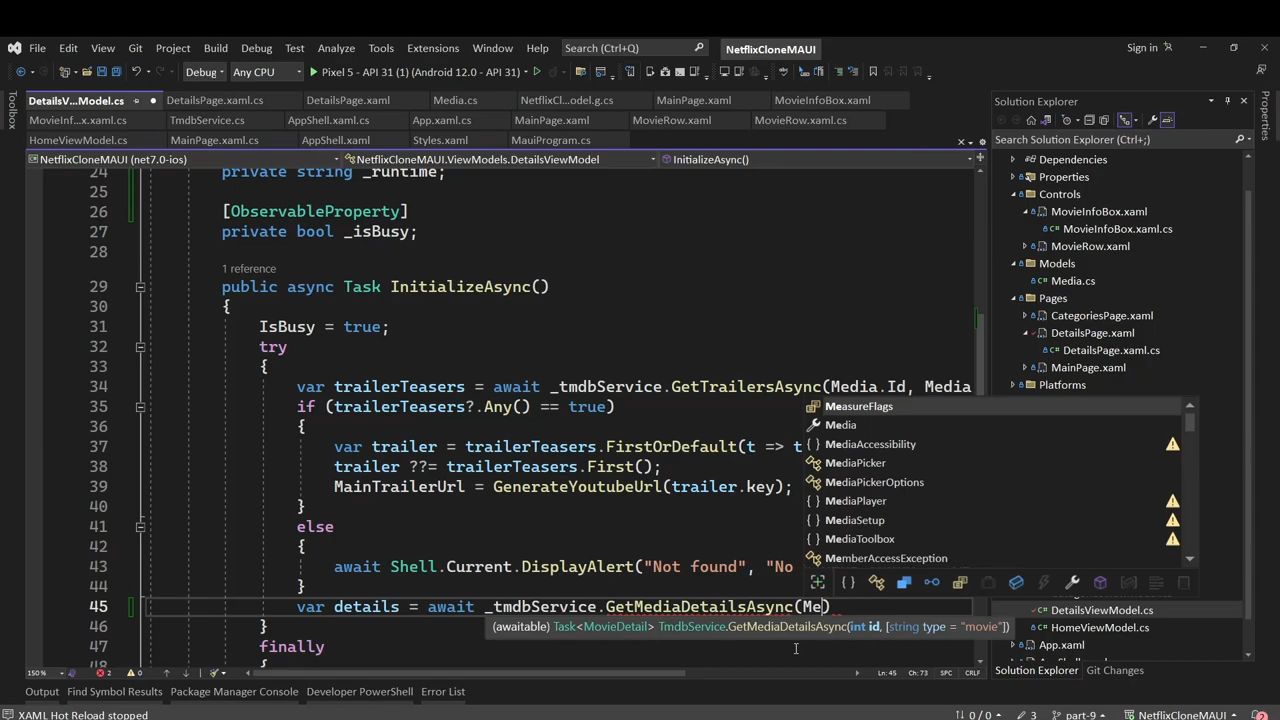 File Edit View Git Project Build Debug Test Analyze Tools Extensions Window Help Search (Ctrl+Q) NetflixCloneMAUI Sign in
Debug Any CPU Pixel 5 - API 31 (1) (Android 12.0 - API 31)
Toolbox
DetailsV...Model.cs DetailsPage.xaml.cs DetailsPage.xaml Media.cs NetflixCl...odel.g.cs MainPage.xaml MovieInfoBox.xaml
MovieInf...x.xaml.cs TmdbService.cs AppShell.xaml.cs App.xaml.cs MainPage.xaml.cs MovieRow.xaml MovieRow.xaml.cs
HomeViewModel.cs AppShell.xaml Styles.xaml MauiProgram.cs
NetflixCloneMAUI (net7.0-ios) NetflixCloneMAUI.ViewModels.DetailsViewModel InitializeAsync()
24 private string _runtime;
25
26 [ObservableProperty]
27 private bool _isBusy;
28
1 reference
29 public async Task InitializeAsync()
30 {
31 IsBusy = true;
32 try
33 {
34 var trailerTeasers = await _tmdbService.GetTrailersAsync(Media.Id, Media
35 if (trailerTeasers?.Any() == true)
36 {
37 var trailer = trailerTeasers.FirstOrDefault(t => t
38 trailer ??= trailerTeasers.First();
39 MainTrailerUrl = GenerateYoutubeUrl(trailer.key);
40 }
41 else
42 {
43 await Shell.Current.DisplayAlert("Not found", "No
44 }
45 var details = await _tmdbService.GetMediaDetailsAsync(Me)
46 }
47 finally
48 {
MeasureFlags
Media
MediaAccessibility
MediaPicker
MediaPickerOptions
MediaPlayer
MediaSetup
MediaToolbox
MemberAccessException
(awaitable) Task<MovieDetail> TmdbService.GetMediaDetailsAsync(int id, [string type = "movie"])
150 % 2 0 Ln: 45 Ch: 73 SPC CRLF
Solution Explorer
Search Solution Explorer (Ctrl+;)
Dependencies
Properties
Controls
MovieInfoBox.xaml
MovieInfoBox.xaml.cs
MovieRow.xaml
Models
Media.cs
Pages
CategoriesPage.xaml
DetailsPage.xaml
DetailsPage.xaml.cs
MainPage.xaml
Platforms
DetailsViewModel.cs
HomeViewModel.cs
App.xaml
Solution Explorer Git Changes
Properties
Output Find Symbol Results Package Manager Console Developer PowerShell Error List
XAML Hot Reload stopped 0 / 0 3 part-9 NetflixCloneMAUI 2